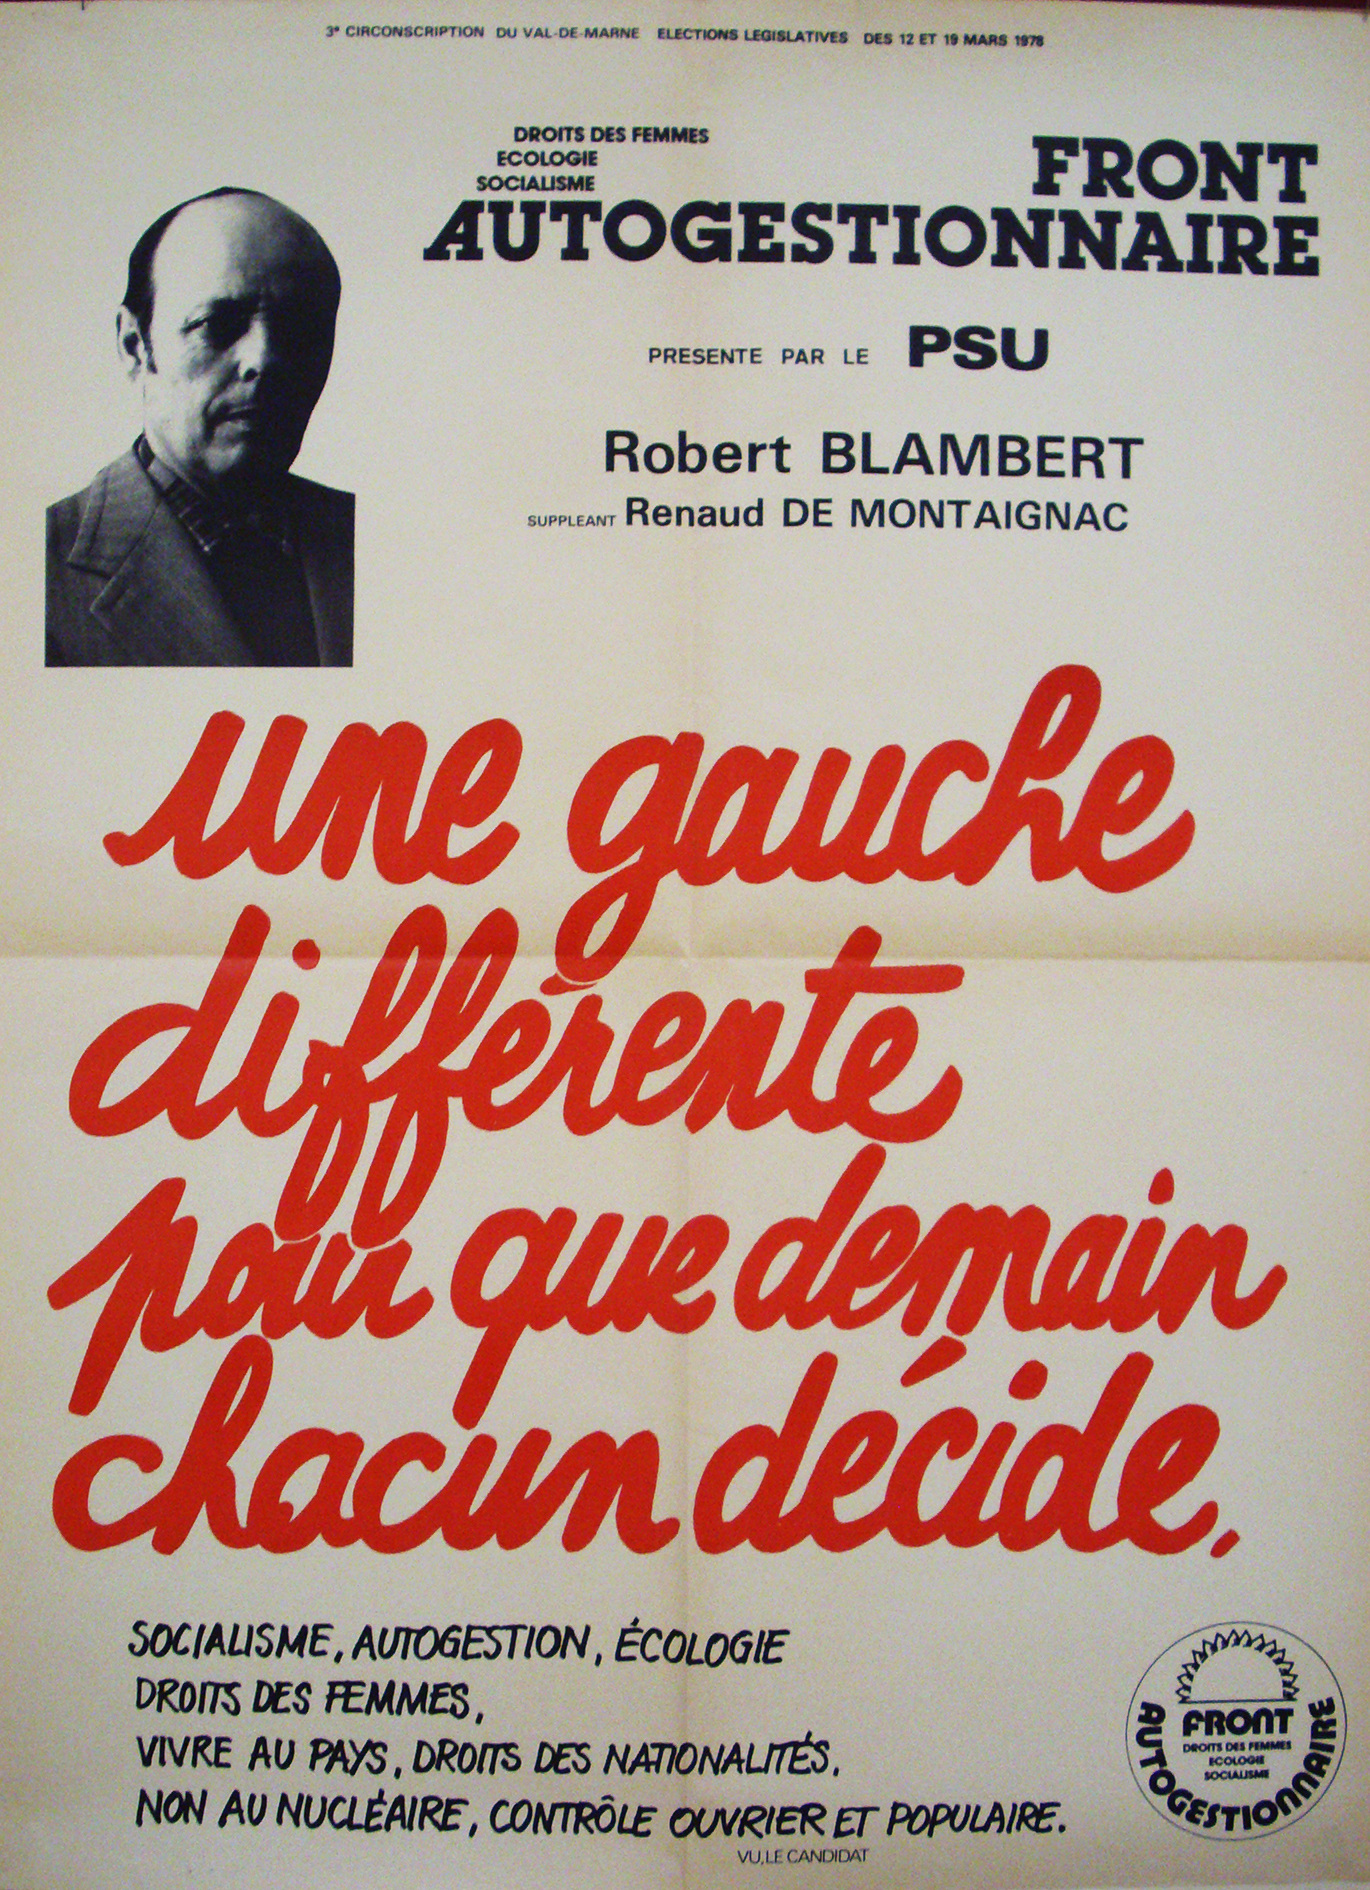 3e CIRCONSCRIPTION DU VAL-DE-MARNE ELECTIONS LEGISLATIVES DES 12 ET 19 MARS 1978
DROITS DES FEMMES
ECOLOGIE
SOCIALISME
FRONT
AUTOGESTIONNAIRE
PRESENTE PAR LE PSU
Robert BLAMBERT
SUPPLEANT Renaud DE MONTAIGNAC
une gauche
différente
pour que demain
chacun décide.
SOCIALISME, AUTOGESTION, ÉCOLOGIE
DROITS DES FEMMES,
VIVRE AU PAYS, DROITS DES NATIONALITÉS,
NON AU NUCLÉAIRE, CONTRÔLE OUVRIER ET POPULAIRE.
VU, LE CANDIDAT
FRONT
DROITS DES FEMMES
ECOLOGIE
SOCIALISME
AUTOGESTIONNAIRE